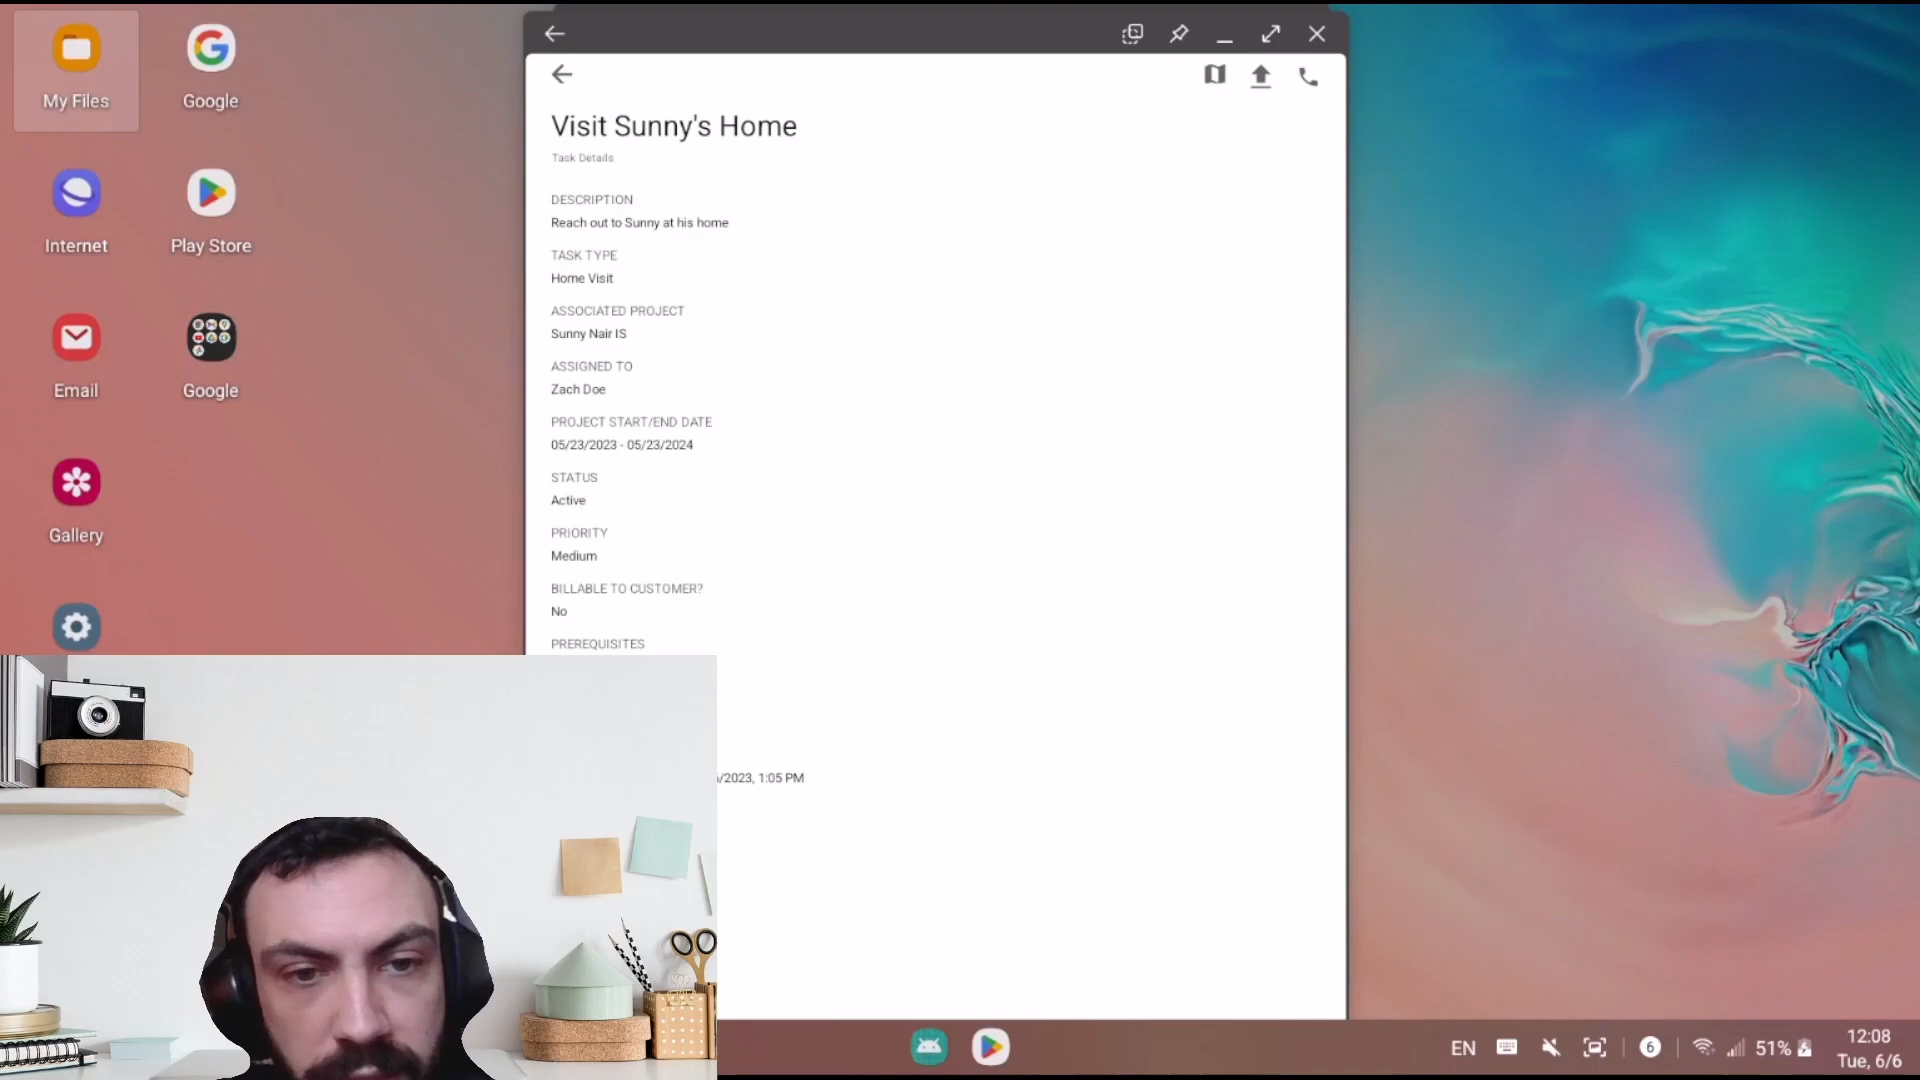 My Files
Google
Internet
Play Store
Email
Google
Gallery
Visit Sunny's Home
Task Details
DESCRIPTION
Reach out to Sunny at his home
TASK TYPE
Home Visit
ASSOCIATED PROJECT
Sunny Nair IS
ASSIGNED TO
Zach Doe
PROJECT START/END DATE
05/23/2023 - 05/23/2024
STATUS
Active
PRIORITY
Medium
BILLABLE TO CUSTOMER?
No
PREREQUISITES
/2023, 1:05 PM
EN
6
51%
12:08
Tue, 6/6